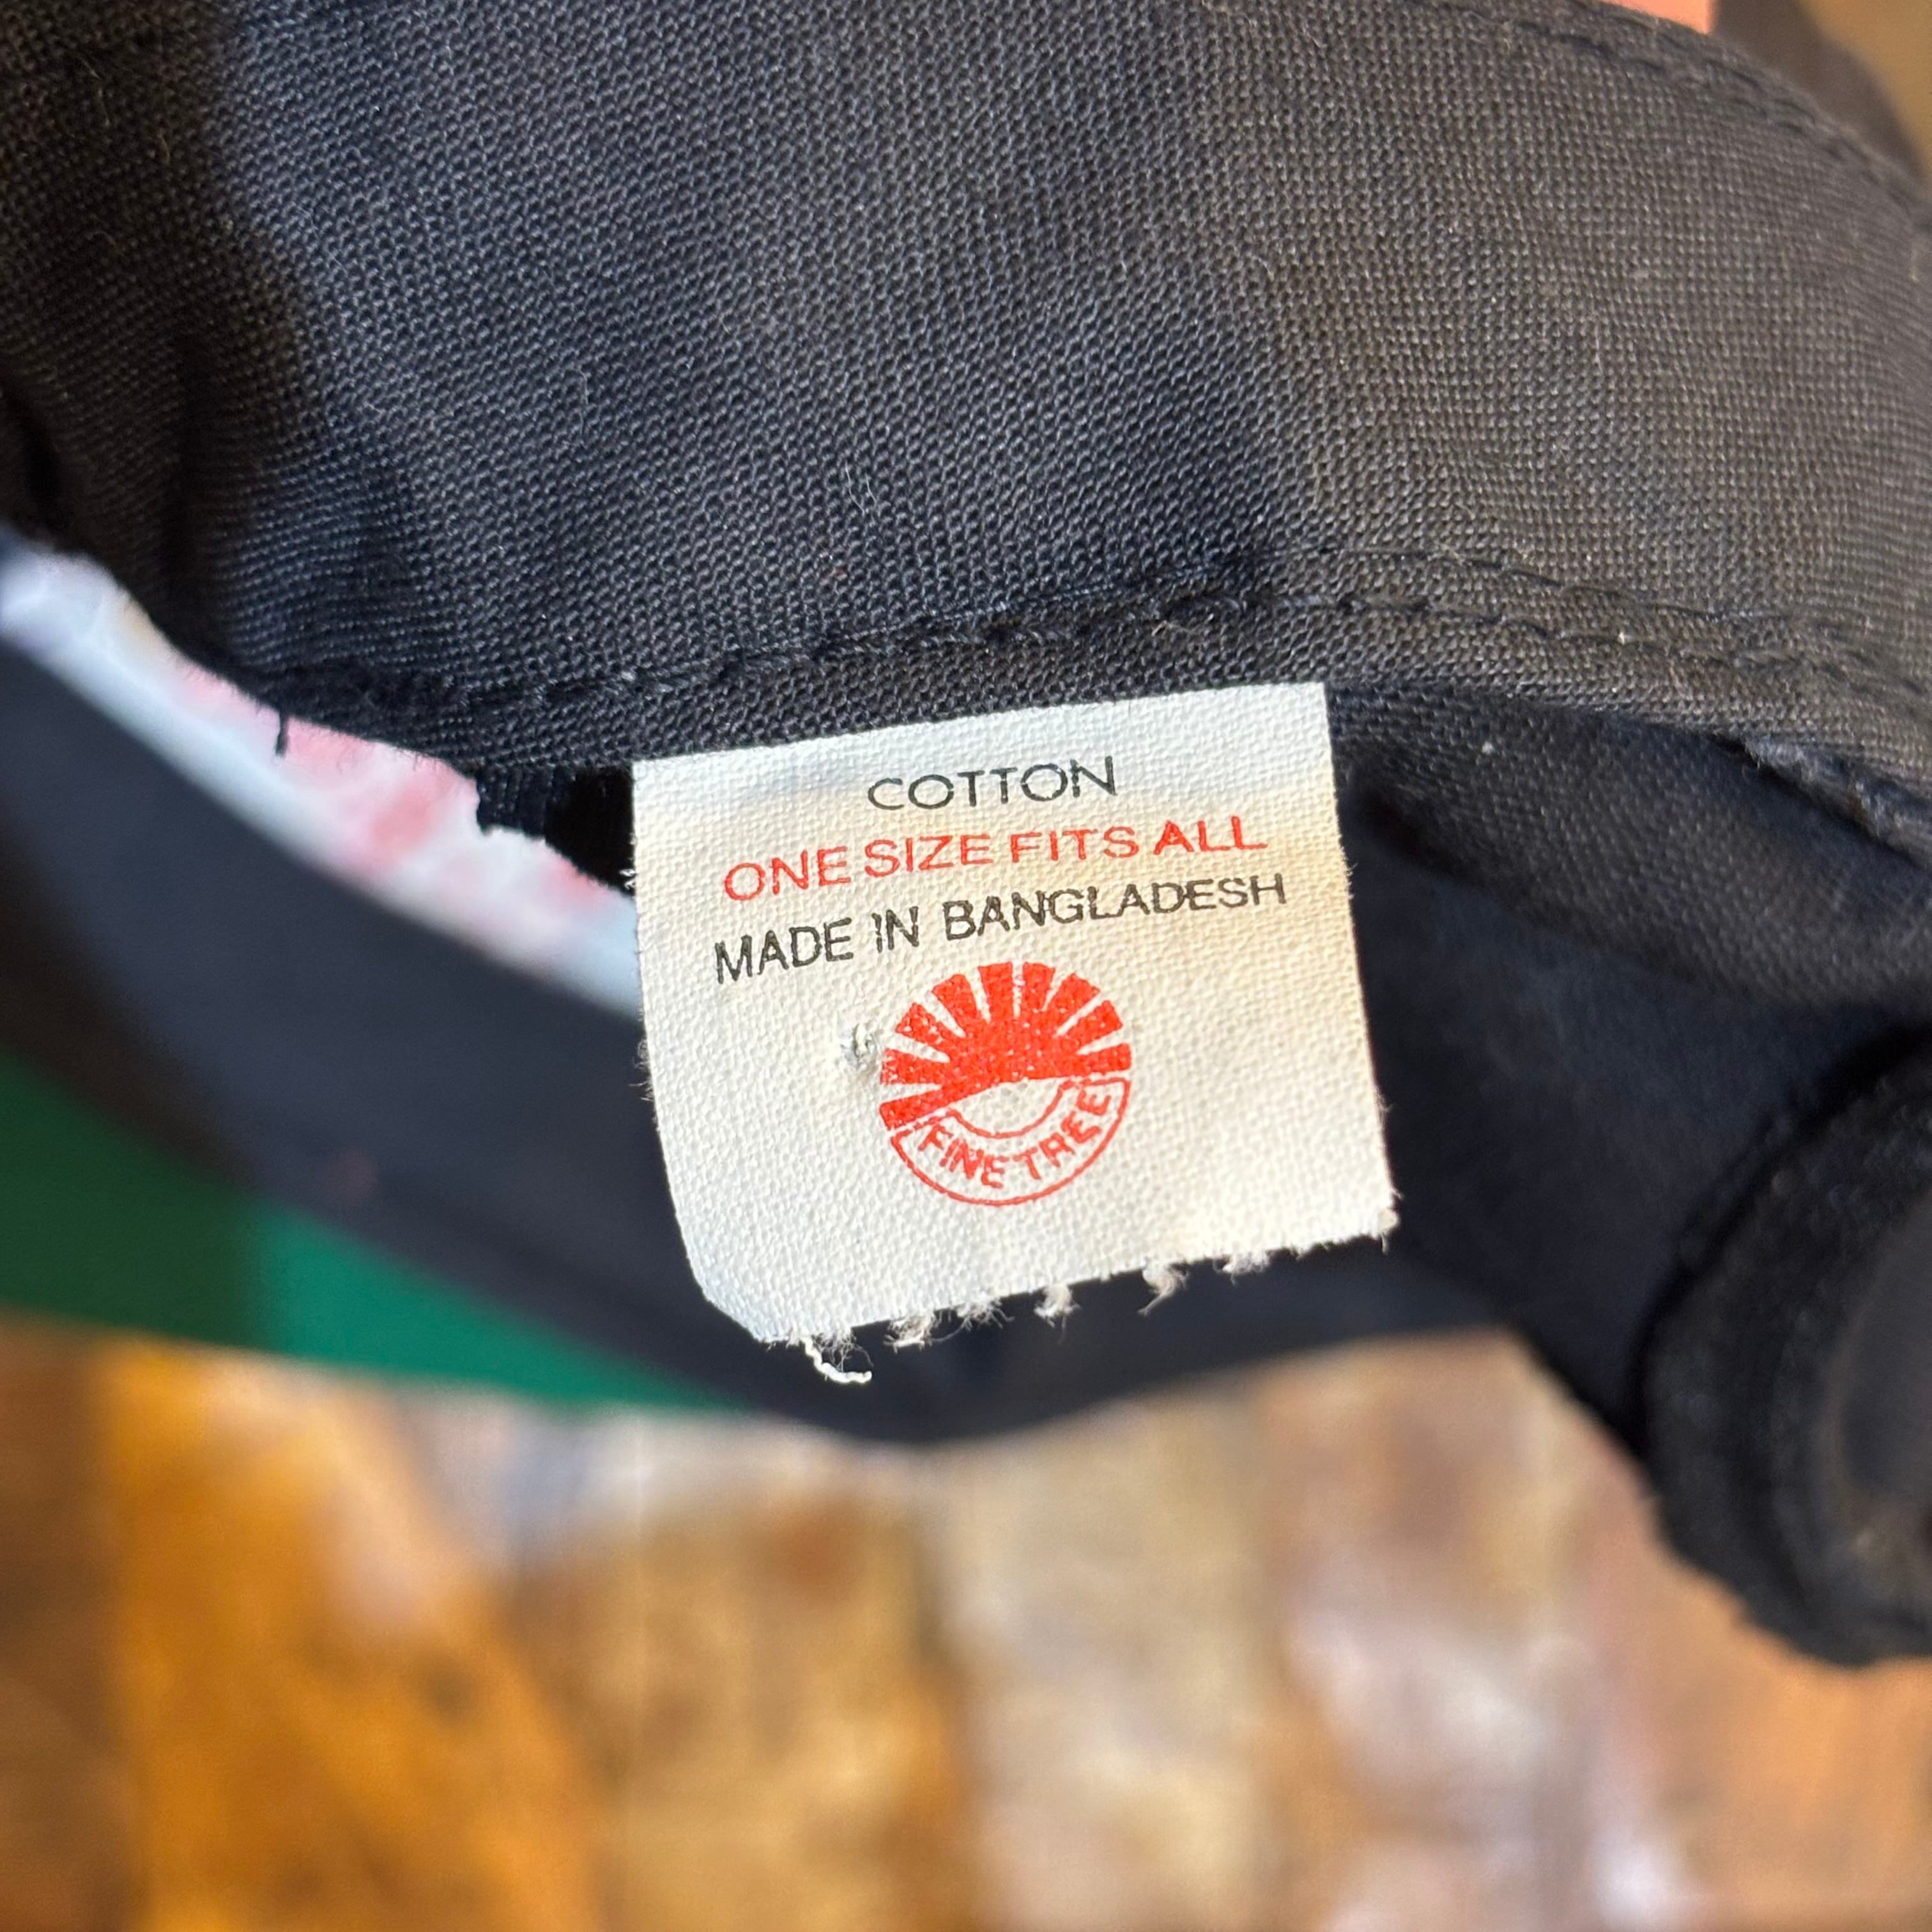 COTTON
ONE SIZE FITS ALL
MADE IN BANGLADESH
FINE TREE